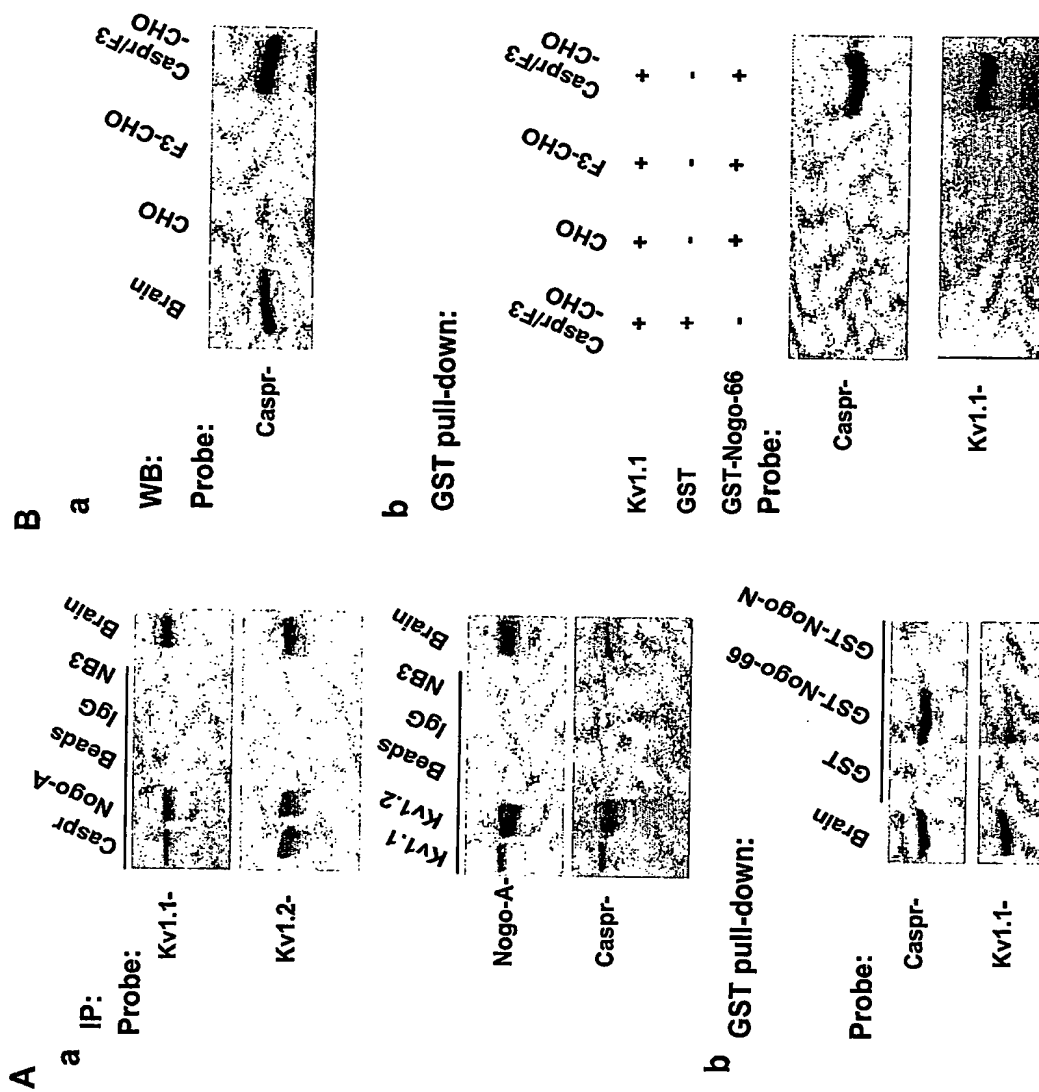 A
a
IP:
Caspr Nogo-A Beads IgG NB3 Brain
Probe:
Kv1.1-
Kv1.2-
Kv1.1 Kv1.2 Beads IgG NB3 Brain
Nogo-A-
Caspr-
b
GST pull-down:
Brain GST GST-Nogo-66 GST-Nogo-N
Probe:
Caspr-
Kv1.1-
B
a
Brain CHO F3-CHO Caspr/F3 -CHO
WB:
Probe:
Caspr-
b
GST pull-down:
Caspr/F3 -CHO CHO F3-CHO Caspr/F3 -CHO
Kv1.1 + + + +
GST + - - -
GST-Nogo-66 - + + +
Probe:
Caspr-
Kv1.1-